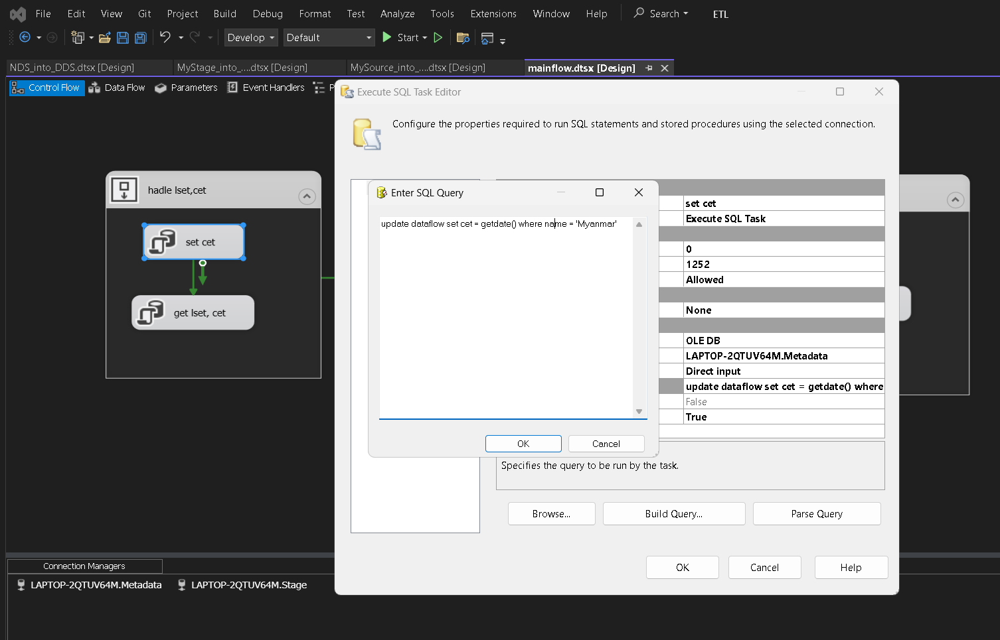 File Edit View Git Project Build Debug Format Test Analyze Tools Extensions Window Help Search ETL
Develop Default Start
NDS_into_DDS.dtsx [Design] MyStage_into_....dtsx [Design] MySource_into_....dtsx [Design] mainflow.dtsx [Design]
Control Flow Data Flow Parameters Event Handlers P
Execute SQL Task Editor
Configure the properties required to run SQL statements and stored procedures using the selected connection.
hadle lset,cet
set cet
get lset, cet
Enter SQL Query
update dataflow set cet = getdate() where name = 'Myanmar'
OK Cancel
set cet
Execute SQL Task
0
1252
Allowed
None
OLE DB
LAPTOP-2QTUV64M.Metadata
Direct input
update dataflow set cet = getdate() where
False
True
Specifies the query to be run by the task.
Browse... Build Query... Parse Query
OK Cancel Help
Connection Managers
LAPTOP-2QTUV64M.Metadata LAPTOP-2QTUV64M.Stage